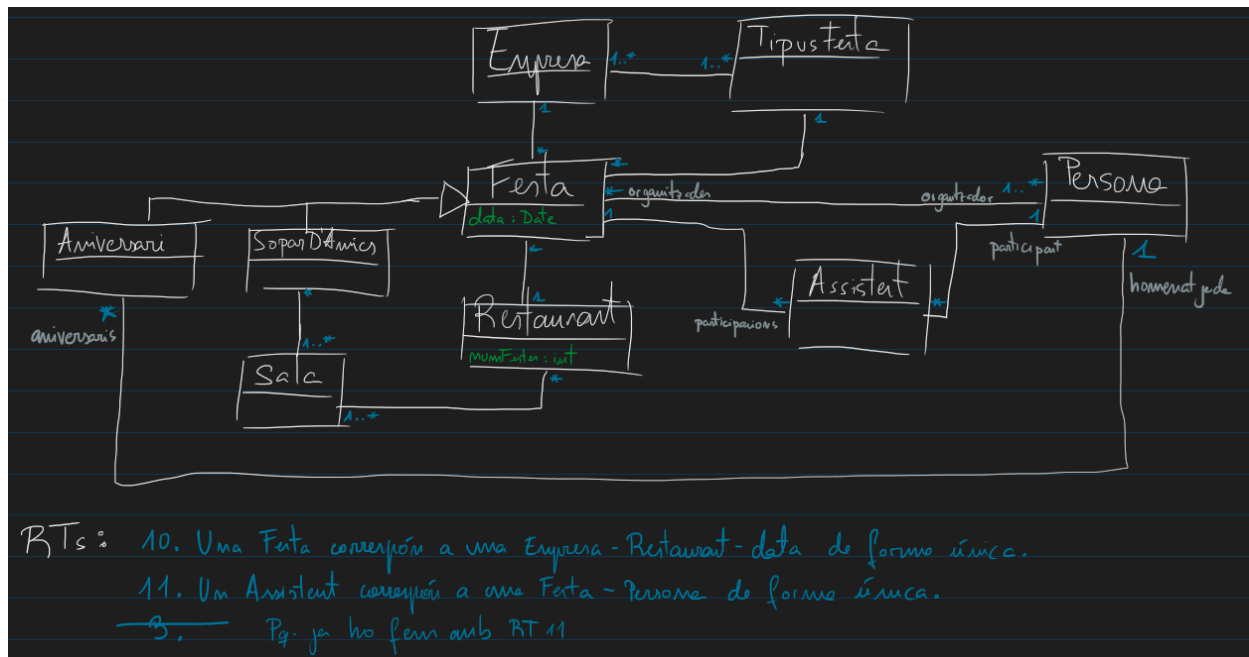 Empresa
1..*
1..*
TipusFesta
1
1
*
*
Festa
data: Date
* organitzades
1
organitzador
1..*
Persona
1
participant
1
homenatjada
Aniversari
SoparD'Amics
*
1
Restaurant
numFestes: int
*
participacions
*
Assistent
*
*
aniversaris
*
1..*
Sala
1..*
RTs: 10. Una Festa correspón a una Empresa - Restaurant - data de forma única.
11. Un Assistent correspón a una Festa - Persona de forma única.
3. Pq. ja ho fem amb RT 11